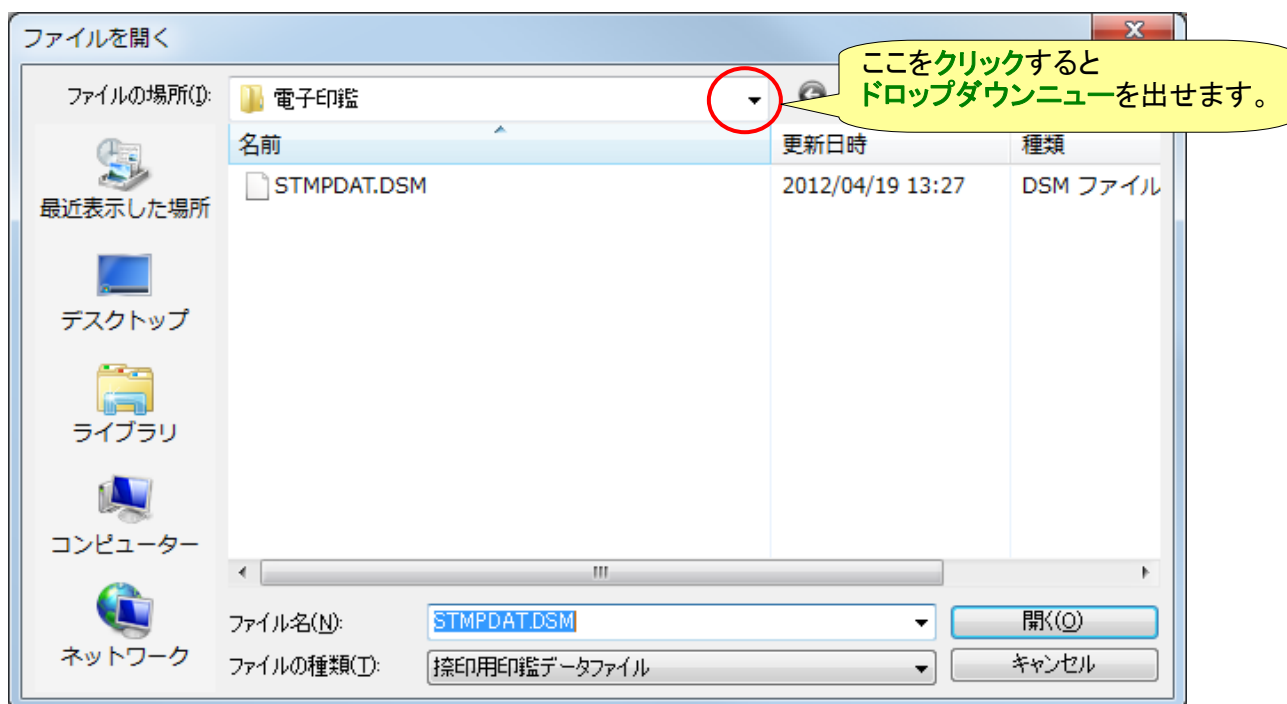 ファイルを開く
ここをクリックすると
ドロップダウンニューを出せます。
ファイルの場所(I):
電子印鑑
名前
更新日時
種類
STMPDAT.DSM
2012/04/19 13:27
DSM ファイル
最近表示した場所
デスクトップ
ライブラリ
コンピューター
ネットワーク
ファイル名(N):
STMPDAT.DSM
開く(O)
ファイルの種類(T):
捺印用印鑑データファイル
キャンセル